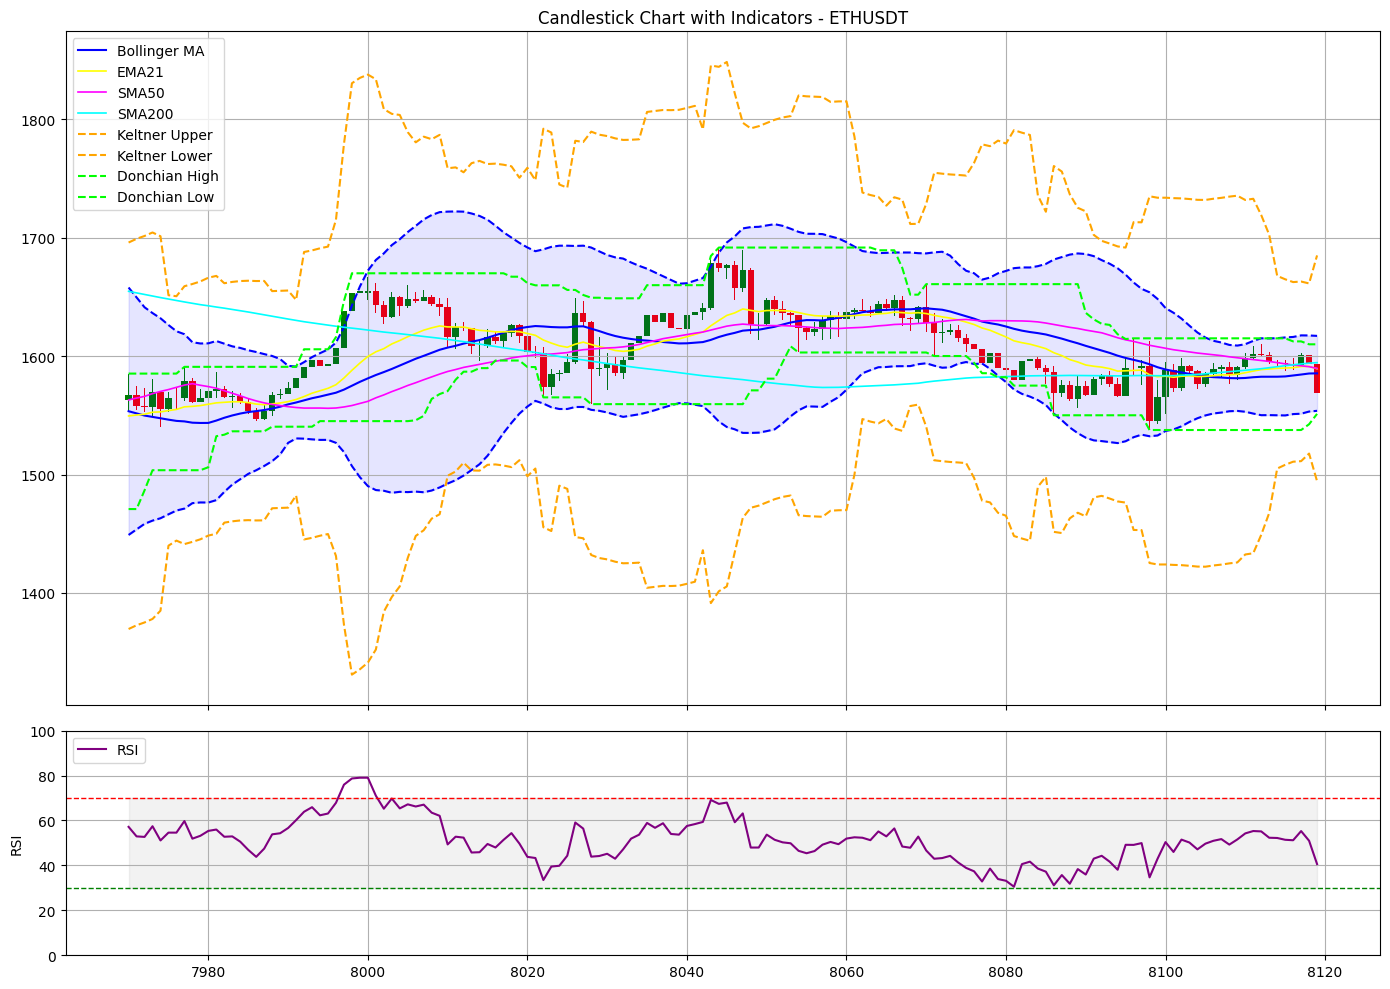 Candlestick Chart with Indicators - ETHUSDT
Bollinger MA
EMA21
SMA50
SMA200
Keltner Upper
Keltner Lower
Donchian High
Donchian Low
1800
1700
1600
1500
1400
RSI
100
80
60
40
20
0
RSI
7980
8000
8020
8040
8060
8080
8100
8120